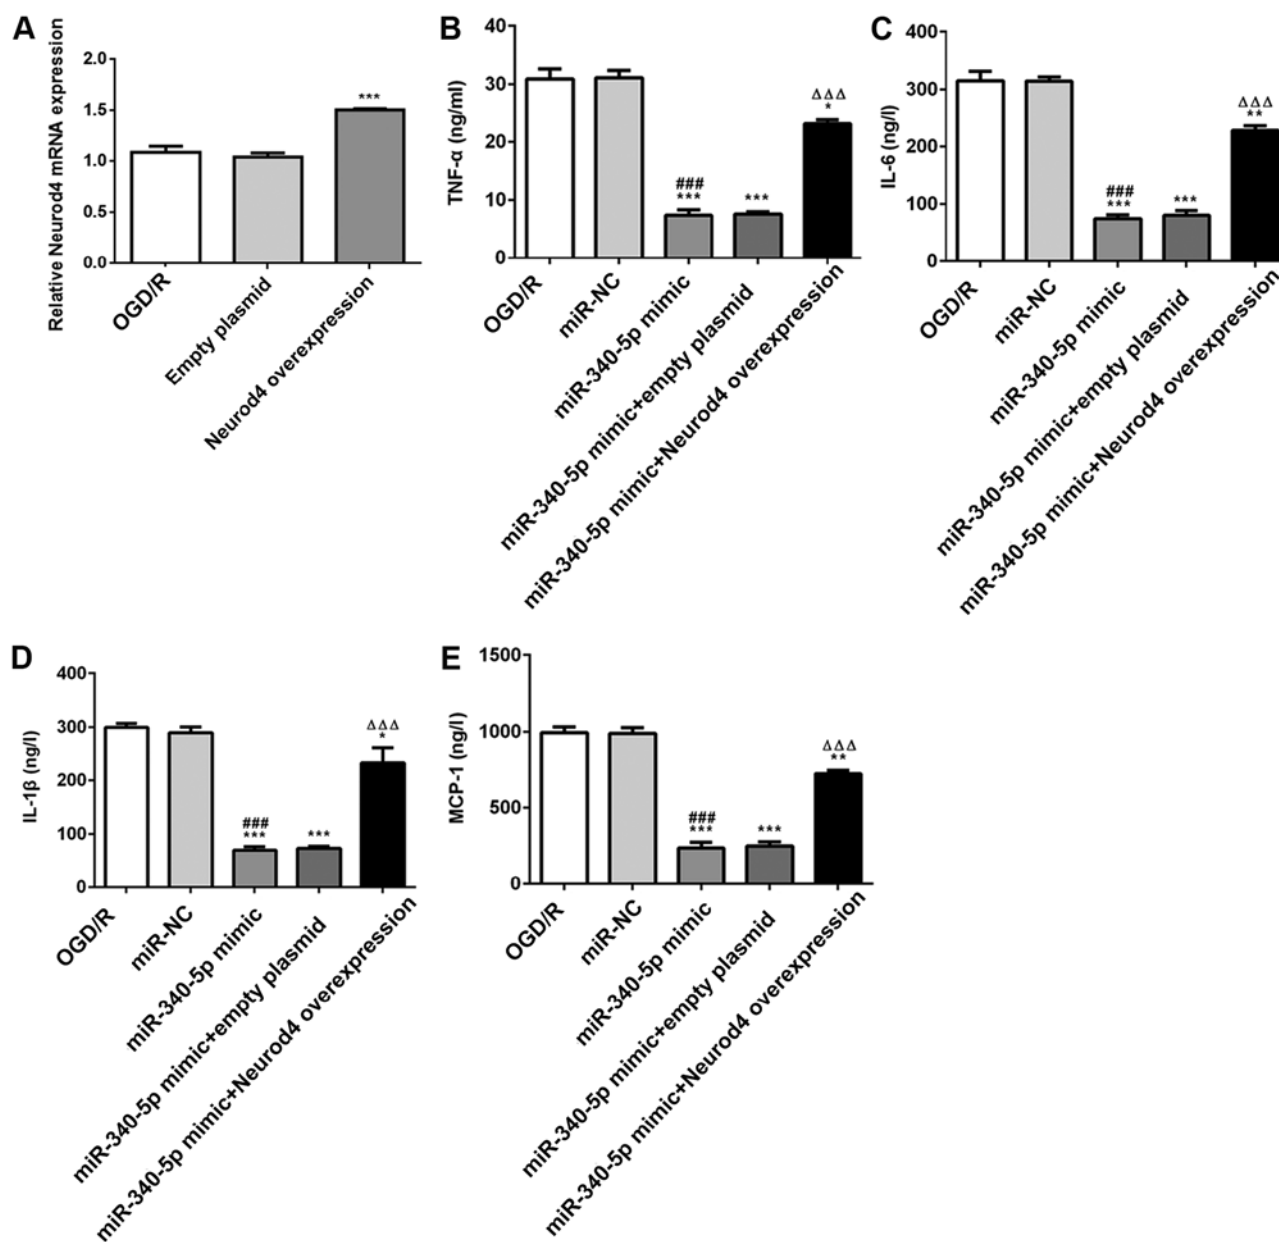 A
Relative Neurod4 mRNA expression
2.0
1.5
1.0
0.5
0.0
***
OGD/R
Empty plasmid
Neurod4 overexpression
B
TNF-α (ng/ml)
40
30
20
10
0
###
***
***
ΔΔΔ
*
OGD/R
miR-NC
miR-340-5p mimic
miR-340-5p mimic+empty plasmid
miR-340-5p mimic+Neurod4 overexpression
C
IL-6 (ng/l)
400
300
200
100
0
###
***
***
ΔΔΔ
**
OGD/R
miR-NC
miR-340-5p mimic
miR-340-5p mimic+empty plasmid
miR-340-5p mimic+Neurod4 overexpression
D
IL-1β (ng/l)
400
300
200
100
0
###
***
***
ΔΔΔ
*
OGD/R
miR-NC
miR-340-5p mimic
miR-340-5p mimic+empty plasmid
miR-340-5p mimic+Neurod4 overexpression
E
MCP-1 (ng/l)
1500
1000
500
0
###
***
***
ΔΔΔ
**
OGD/R
miR-NC
miR-340-5p mimic
miR-340-5p mimic+empty plasmid
miR-340-5p mimic+Neurod4 overexpression